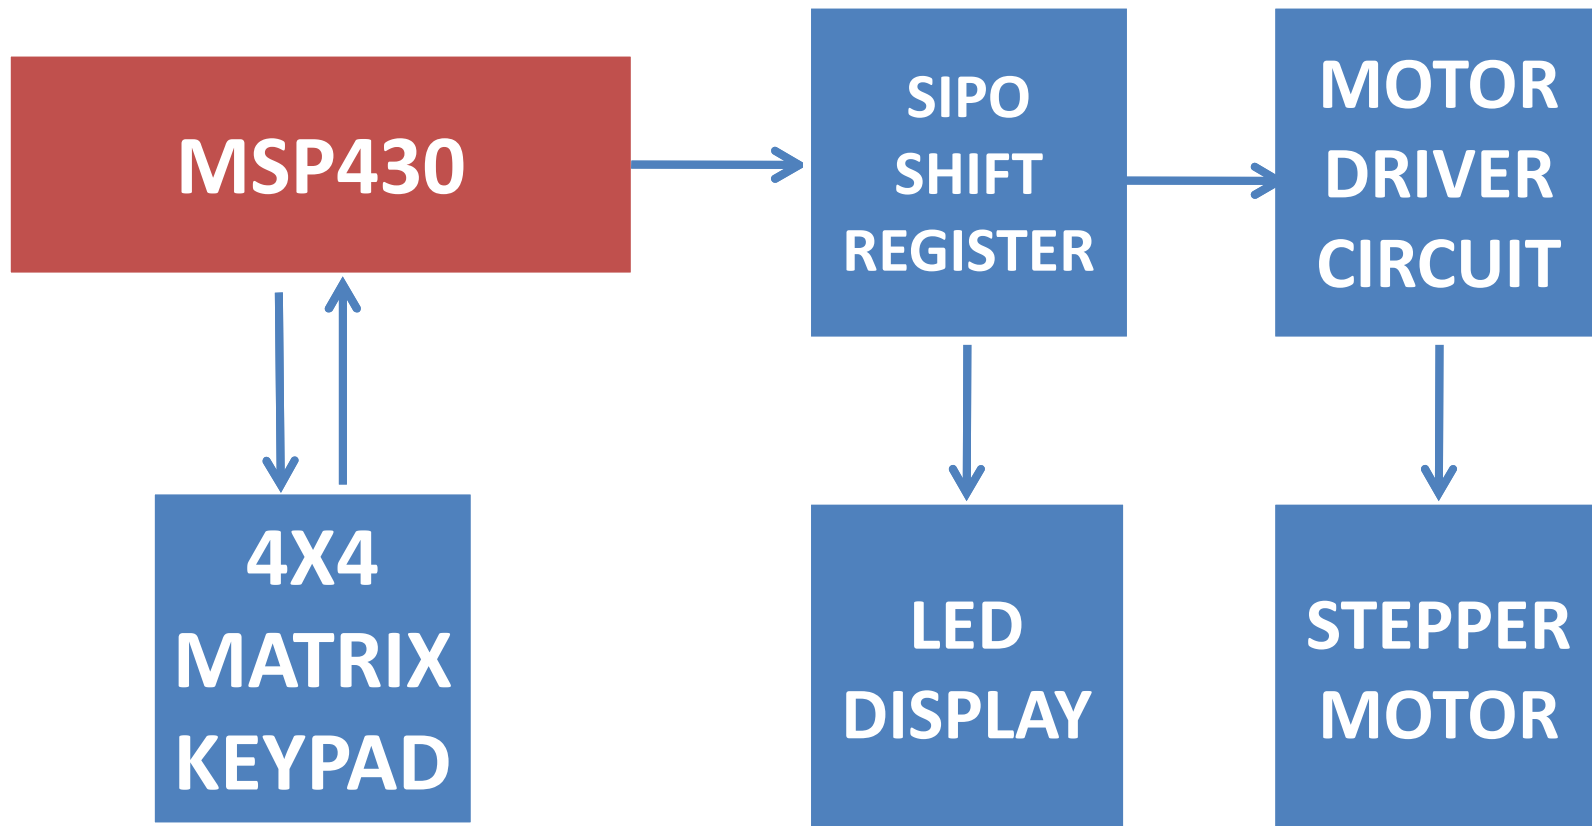 MSP430
SIPO
SHIFT
REGISTER
MOTOR
DRIVER
CIRCUIT
4X4
MATRIX
KEYPAD
LED
DISPLAY
STEPPER
MOTOR